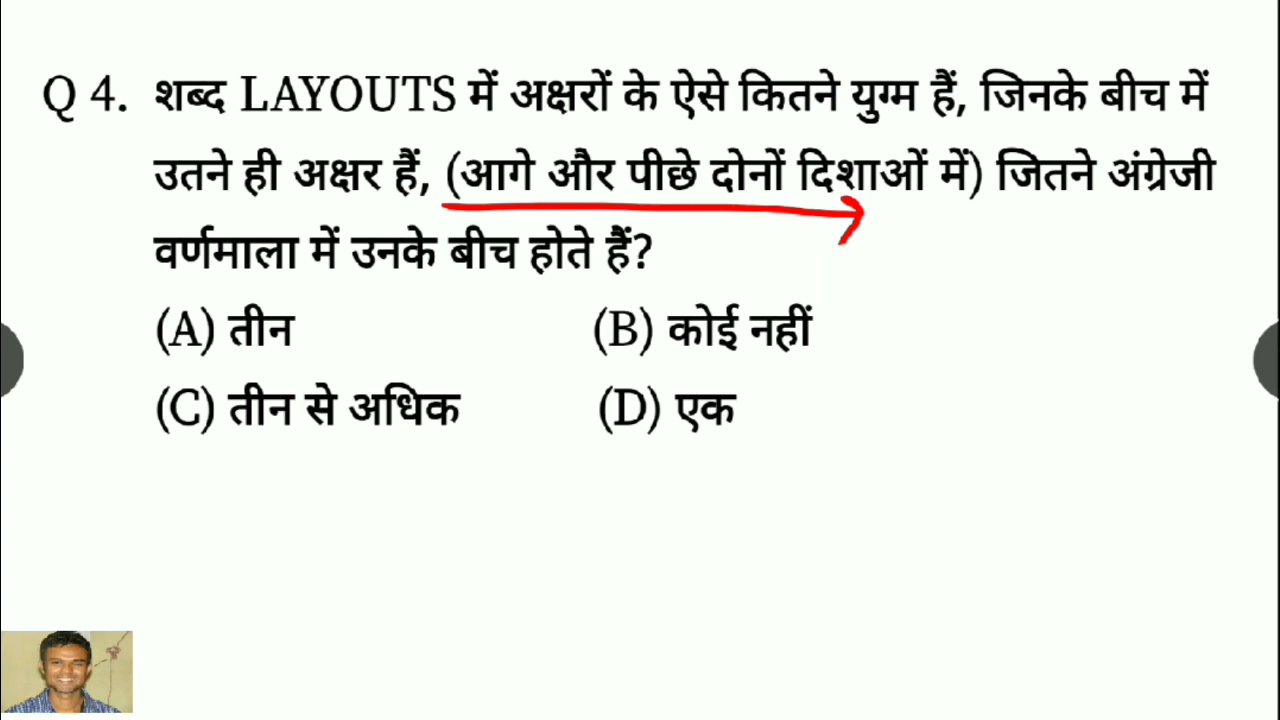 Q 4. शब्द LAYOUTS में अक्षरों के ऐसे कितने युग्म हैं, जिनके बीच में
उतने ही अक्षर हैं, (आगे और पीछे दोनों दिशाओं में) जितने अंग्रेजी
वर्णमाला में उनके बीच होते हैं?
(A) तीन (B) कोई नहीं
(C) तीन से अधिक (D) एक